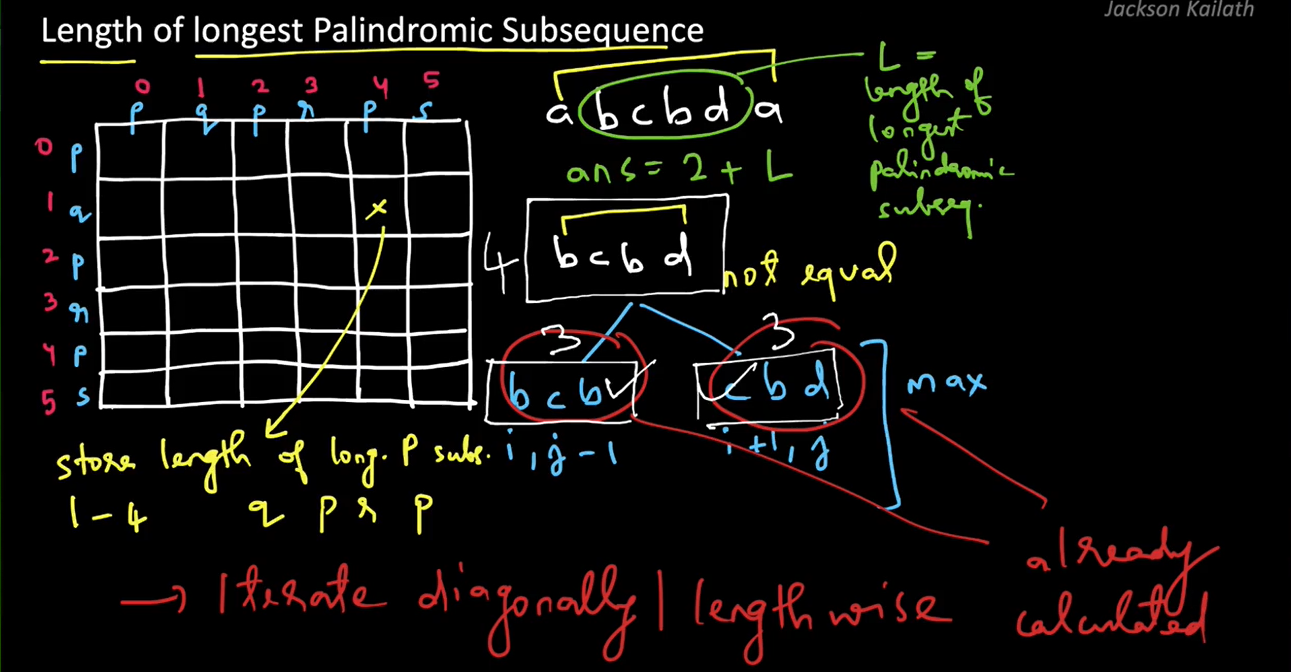 Jackson Kailath
Length of longest Palindromic Subsequence
0 1 2 3 4 5
p q p r p s
0 p
1 q
2 p
3 r
4 p
5 s
x
store length of long. P subs.
1 - 4 q p r p
a b c b d a
ans = 2 + L
L =
length of
longest
palindromic
subseq.
4 b c b d
not equal
3 3
b c b c b d
i, j - 1 i + 1, j
max
already
calculated
→ Iterate diagonally | length wise